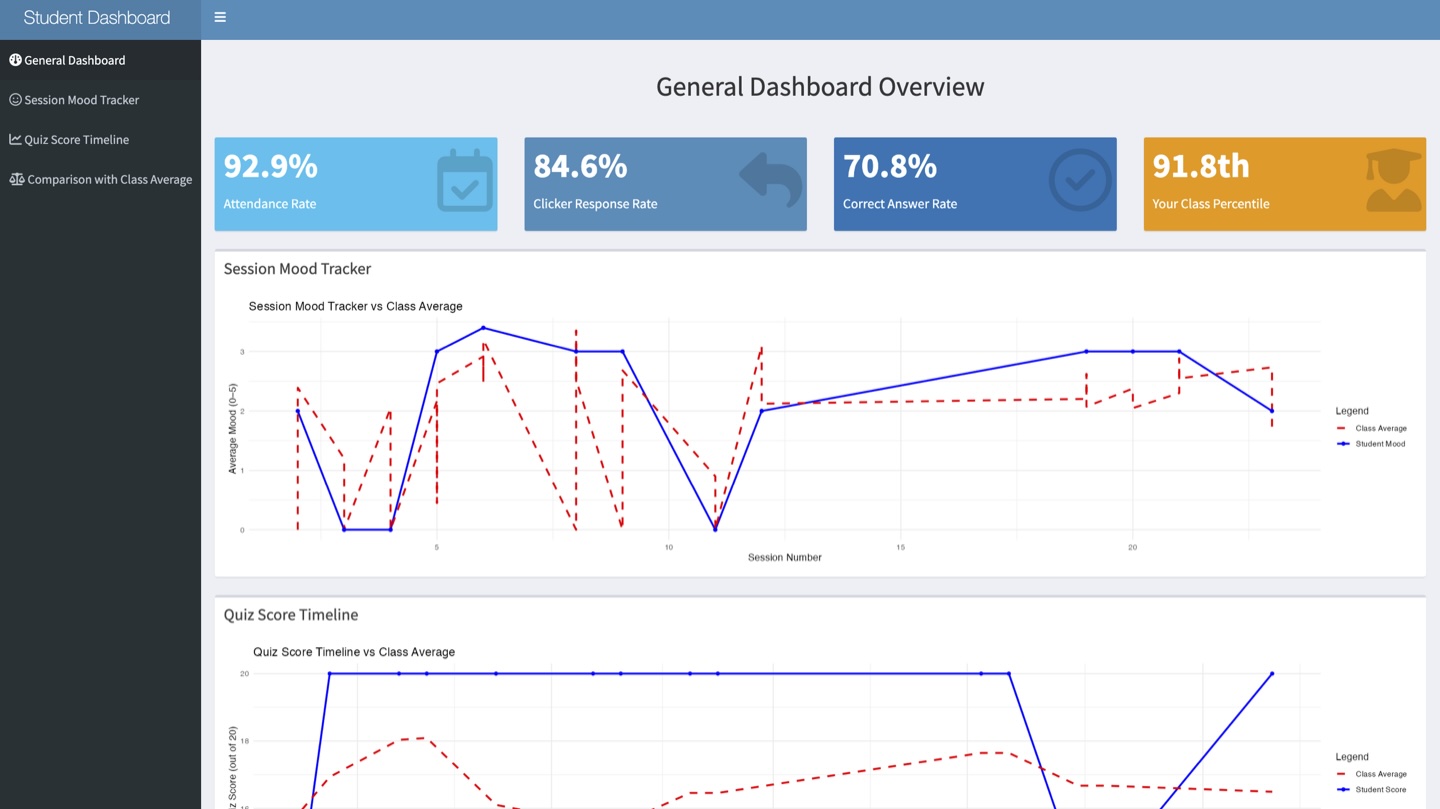 Student Dashboard
General Dashboard
Session Mood Tracker
Quiz Score Timeline
Comparison with Class Average
General Dashboard Overview
92.9%
Attendance Rate
84.6%
Clicker Response Rate
70.8%
Correct Answer Rate
91.8th
Your Class Percentile
Session Mood Tracker
Session Mood Tracker vs Class Average
Average Mood (0–5)
3
2
1
0
5
10
15
20
Session Number
Legend
Class Average
Student Mood
Quiz Score Timeline
Quiz Score Timeline vs Class Average
Score (out of 20)
20
18
Legend
Class Average
Student Score